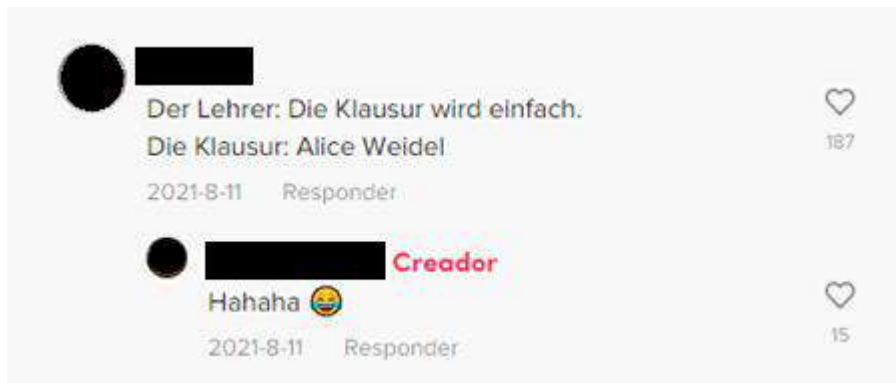 Der Lehrer: Die Klausur wird einfach.
Die Klausur: Alice Weidel
187
2021-8-11 Responder
Creador
Hahaha 😂
15
2021-8-11 Responder